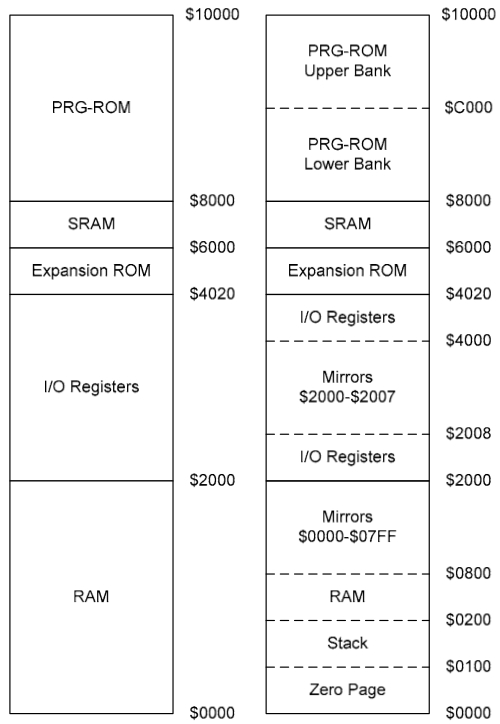 $10000
PRG-ROM
$8000
SRAM
$6000
Expansion ROM
$4020
I/O Registers
$2000
RAM
$0000
$10000
PRG-ROM
Upper Bank
$C000
PRG-ROM
Lower Bank
$8000
SRAM
$6000
Expansion ROM
$4020
I/O Registers
$4000
Mirrors
$2000-$2007
$2008
I/O Registers
$2000
Mirrors
$0000-$07FF
$0800
RAM
$0200
Stack
$0100
Zero Page
$0000